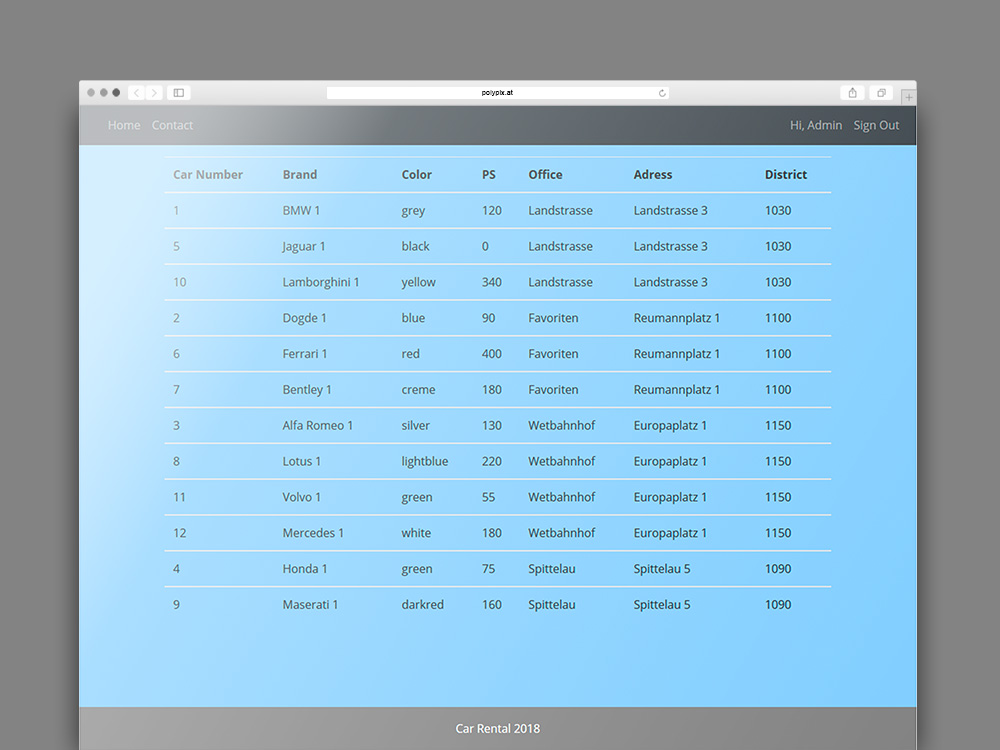 polypix.at
Home Contact Hi, Admin Sign Out
Car Number Brand Color PS Office Adress District
1 BMW 1 grey 120 Landstrasse Landstrasse 3 1030
5 Jaguar 1 black 0 Landstrasse Landstrasse 3 1030
10 Lamborghini 1 yellow 340 Landstrasse Landstrasse 3 1030
2 Dogde 1 blue 90 Favoriten Reumannplatz 1 1100
6 Ferrari 1 red 400 Favoriten Reumannplatz 1 1100
7 Bentley 1 creme 180 Favoriten Reumannplatz 1 1100
3 Alfa Romeo 1 silver 130 Wetbahnhof Europaplatz 1 1150
8 Lotus 1 lightblue 220 Wetbahnhof Europaplatz 1 1150
11 Volvo 1 green 55 Wetbahnhof Europaplatz 1 1150
12 Mercedes 1 white 180 Wetbahnhof Europaplatz 1 1150
4 Honda 1 green 75 Spittelau Spittelau 5 1090
9 Maserati 1 darkred 160 Spittelau Spittelau 5 1090
Car Rental 2018